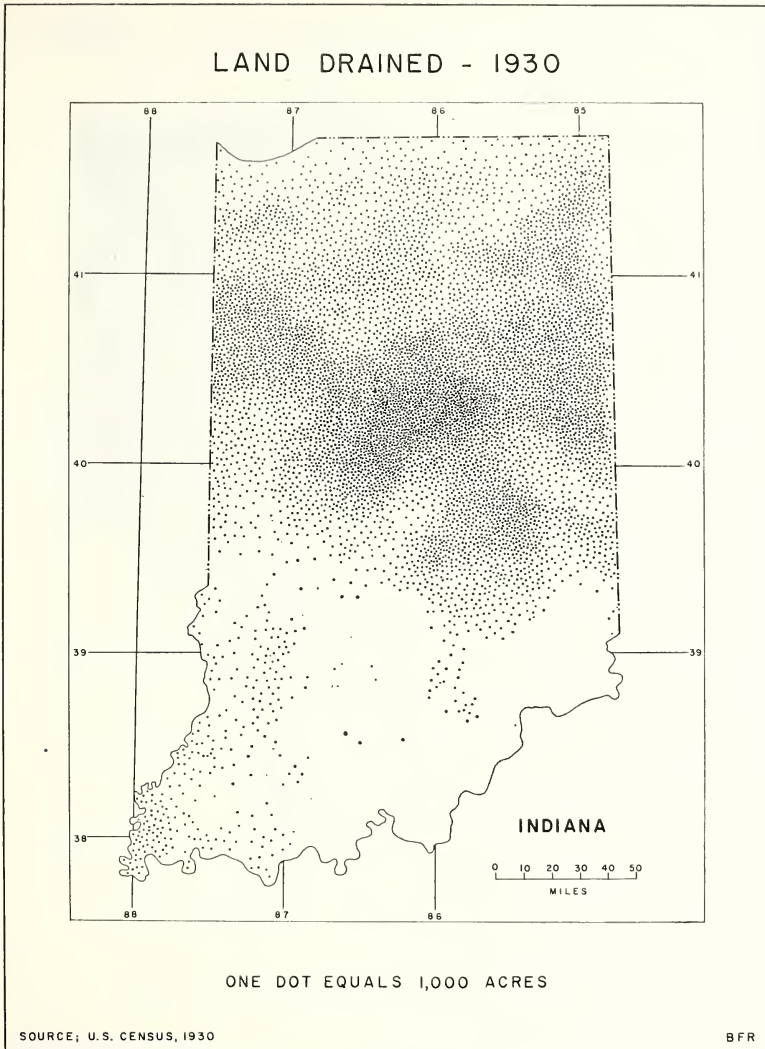 LAND DRAINED - 1930
88 87 86 85
41 41
40 40
39 39
38
INDIANA
0 10 20 30 40 50
MILES
88 87 86
ONE DOT EQUALS 1,000 ACRES
SOURCE; U.S. CENSUS, 1930 BFR